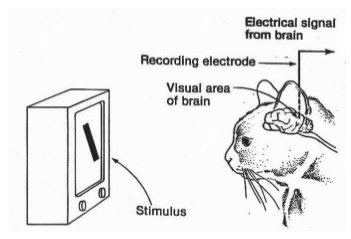 Electrical signal
from brain
Recording electrode
Visual area
of brain
Stimulus